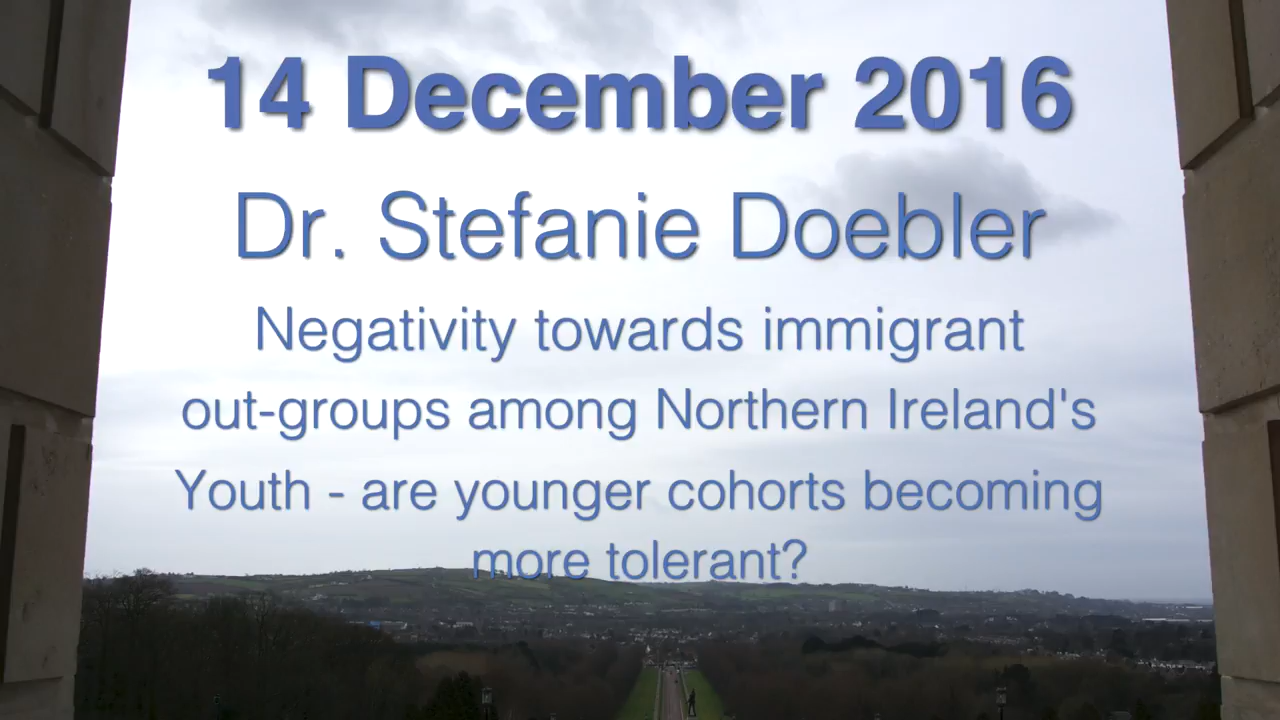 14 December 2016
Dr. Stefanie Doebler
Negativity towards immigrant
out-groups among Northern Ireland's
Youth - are younger cohorts becoming
more tolerant?